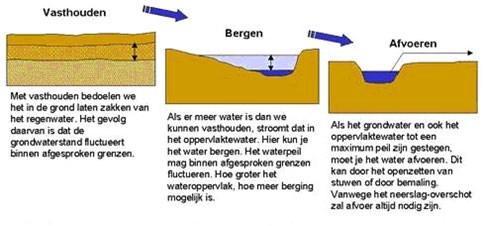 Vasthouden
Met vasthouden bedoelen we
het in de grond laten zakken van
het regenwater. Het gevolg
daarvan is dat de
grondwaterstand fluctueert
binnen afgesproken grenzen.
Bergen
Als er meer water is dan we
kunnen vasthouden, stroomt dat in
het oppervlaktewater. Hier kun je
het water bergen. Het waterpeil
mag binnen afgesproken grenzen
fluctueren. Hoe groter het
wateroppervlak, hoe meer berging
mogelijk is.
Afvoeren
Als het grondwater en ook het
oppervlaktewater tot een
maximum peil zijn gestegen,
moet je het water afvoeren. Dit
kan door het openzetten van
stuwen of door bemaling.
Vanwege het neerslag-overschot
zal afvoer altijd nodig zijn.